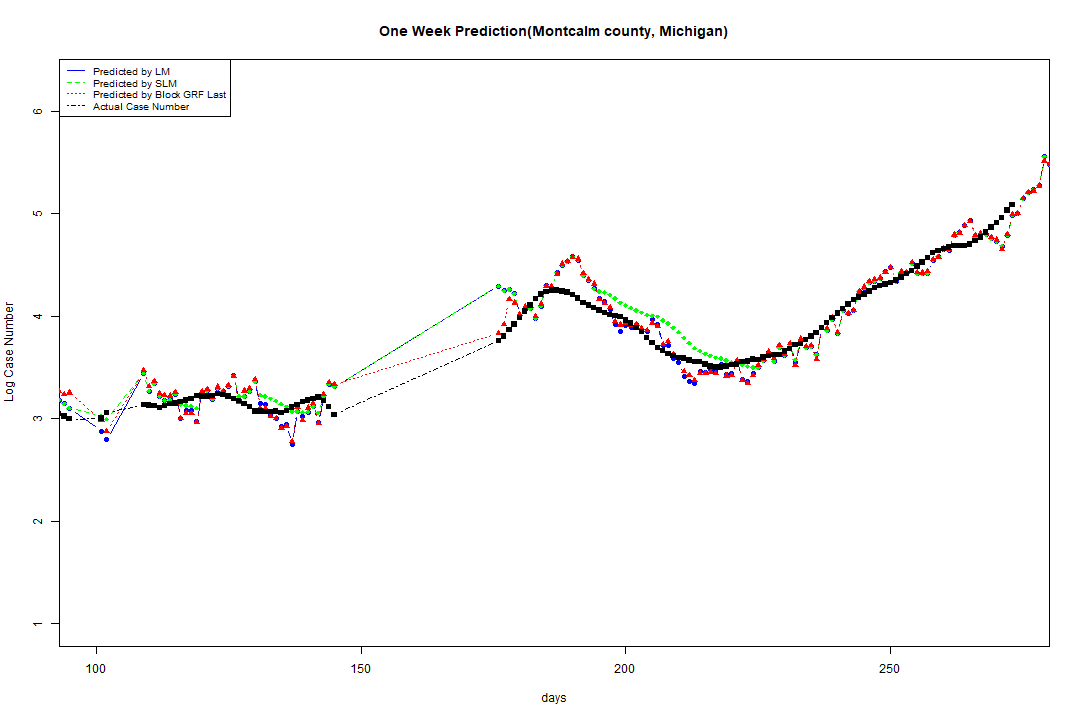 One Week Prediction(Montcalm county, Michigan)
Predicted by LM
Predicted by SLM
Predicted by Block GRF Last
Actual Case Number
6
5
4
3
2
1
Log Case Number
100 150 200 250
days